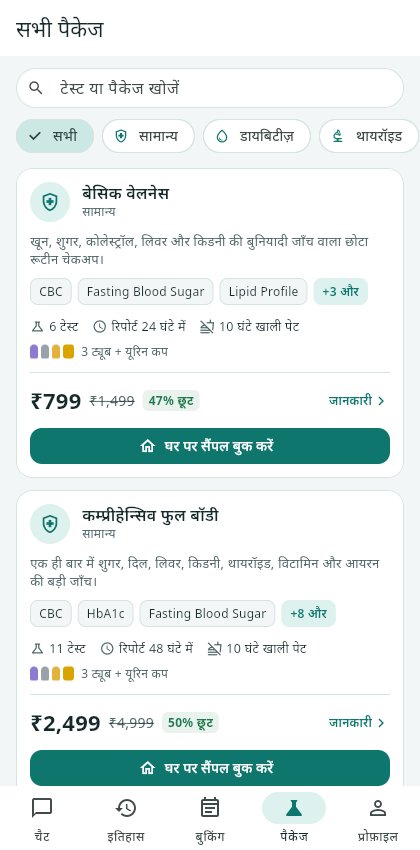 सभी पैकेज
टेस्ट या पैकेज खोजें
सभी
सामान्य
डायबिटीज़
थायरॉइड
बेसिक वेलनेस
सामान्य
खून, शुगर, कोलेस्ट्रॉल, लिवर और किडनी की बुनियादी जाँच वाला छोटा
रूटीन चेकअप।
CBC Fasting Blood Sugar Lipid Profile +3 और
6 टेस्ट रिपोर्ट 24 घंटे में 10 घंटे खाली पेट
3 ट्यूब + यूरिन कप
₹799 ₹1,499 47% छूट जानकारी
घर पर सैंपल बुक करें
कम्प्रीहेन्सिव फुल बॉडी
सामान्य
एक ही बार में शुगर, दिल, लिवर, किडनी, थायरॉइड, विटामिन और आयरन
की बड़ी जाँच।
CBC HbA1c Fasting Blood Sugar +8 और
11 टेस्ट रिपोर्ट 48 घंटे में 10 घंटे खाली पेट
3 ट्यूब + यूरिन कप
₹2,499 ₹4,999 50% छूट जानकारी
घर पर सैंपल बुक करें
चैट इतिहास बुकिंग पैकेज प्रोफ़ाइल